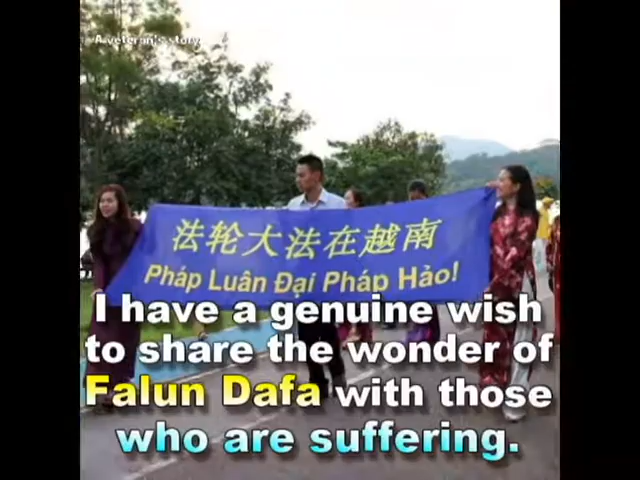 A veteran's story
法轮大法在越南
Pháp Luân Đại Pháp Hảo!
I have a genuine wish
to share the wonder of
Falun Dafa with those
who are suffering.